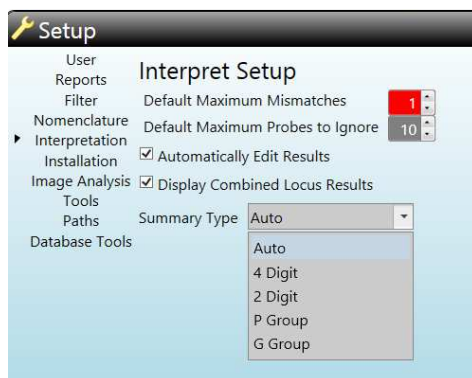 Setup
User
Reports
Filter
Nomenclature
Interpretation
Installation
Image Analysis
Tools
Paths
Database Tools
Interpret Setup
Default Maximum Mismatches 1
Default Maximum Probes to Ignore 10
Automatically Edit Results
Display Combined Locus Results
Summary Type Auto
Auto
4 Digit
2 Digit
P Group
G Group